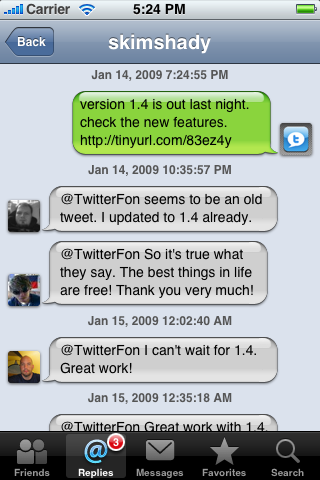 Carrier 5:24 PM
Back skimshady
Jan 14, 2009 7:24:55 PM
version 1.4 is out last night.
check the new features.
http://tinyurl.com/83ez4y
Jan 14, 2009 10:35:57 PM
@TwitterFon seems to be an old
tweet. I updated to 1.4 already.
@TwitterFon So it's true what
they say. The best things in life
are free! Thank you very much!
Jan 15, 2009 12:02:40 AM
@TwitterFon I can't wait for 1.4.
Great work!
Jan 15, 2009 12:35:18 AM
@TwitterFon Great work with 1.4.
@ 3
Friends Replies Messages Favorites Search